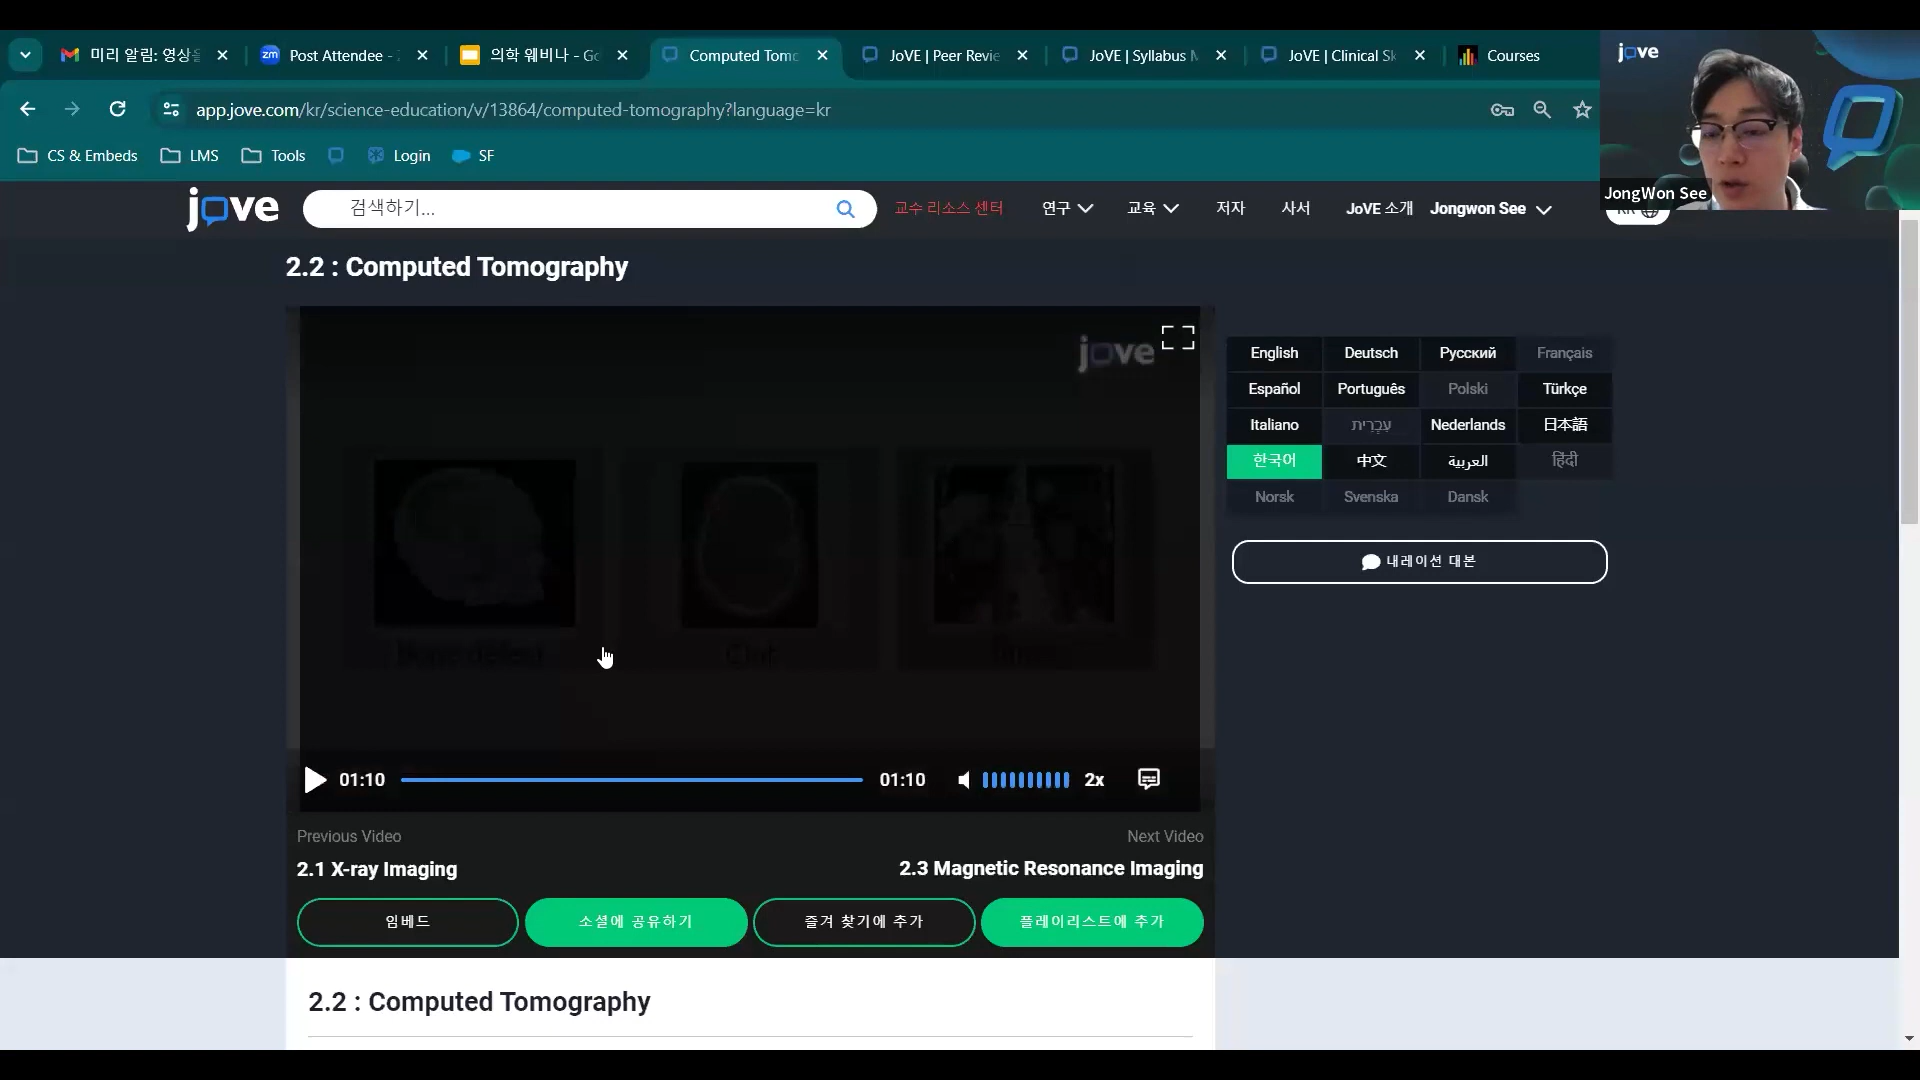 미리 알림: 영상을
Post Attendee -
의학 웨비나 - Go
Computed Tomo
JoVE | Peer Revie
JoVE | Syllabus M
JoVE | Clinical Sk
Courses
jove
app.jove.com/kr/science-education/v/13864/computed-tomography?language=kr
CS & Embeds
LMS
Tools
Login
SF
JongWon See
jove
검색하기...
교수 리소스 센터
연구
교육
저자
사서
JoVE 소개
Jongwon See
2.2 : Computed Tomography
jove
English
Deutsch
Русский
Français
Español
Português
Polski
Türkçe
Italiano
עִבְרִית
Nederlands
日本語
한국어
中文
العربية
हिंदी
Norsk
Svenska
Dansk
내레이션 대본
Clot
01:10
01:10
2x
Previous Video
Next Video
2.1 X-ray Imaging
2.3 Magnetic Resonance Imaging
임베드
소셜에 공유하기
즐겨 찾기에 추가
플레이리스트에 추가
2.2 : Computed Tomography